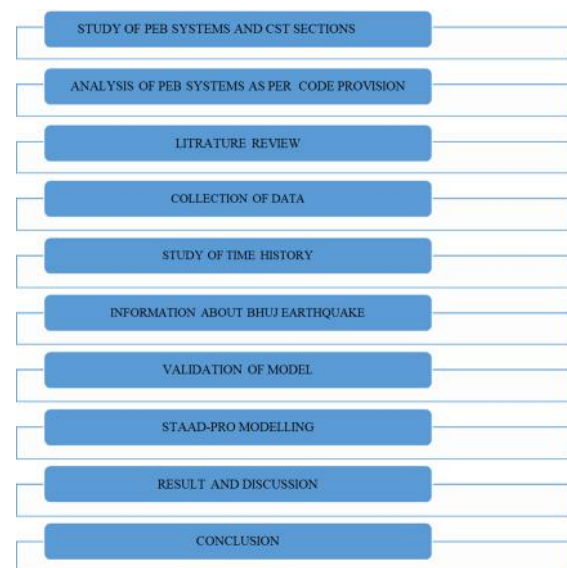 STUDY OF PEB SYSTEMS AND CST SECTIONS
ANALYSIS OF PEB SYSTEMS AS PER CODE PROVISION
LITRATURE REVIEW
COLLECTION OF DATA
STUDY OF TIME HISTORY
INFORMATION ABOUT BHUJ EARTHQUAKE
VALIDATION OF MODEL
STAAD-PRO MODELLING
RESULT AND DISCUSSION
CONCLUSION